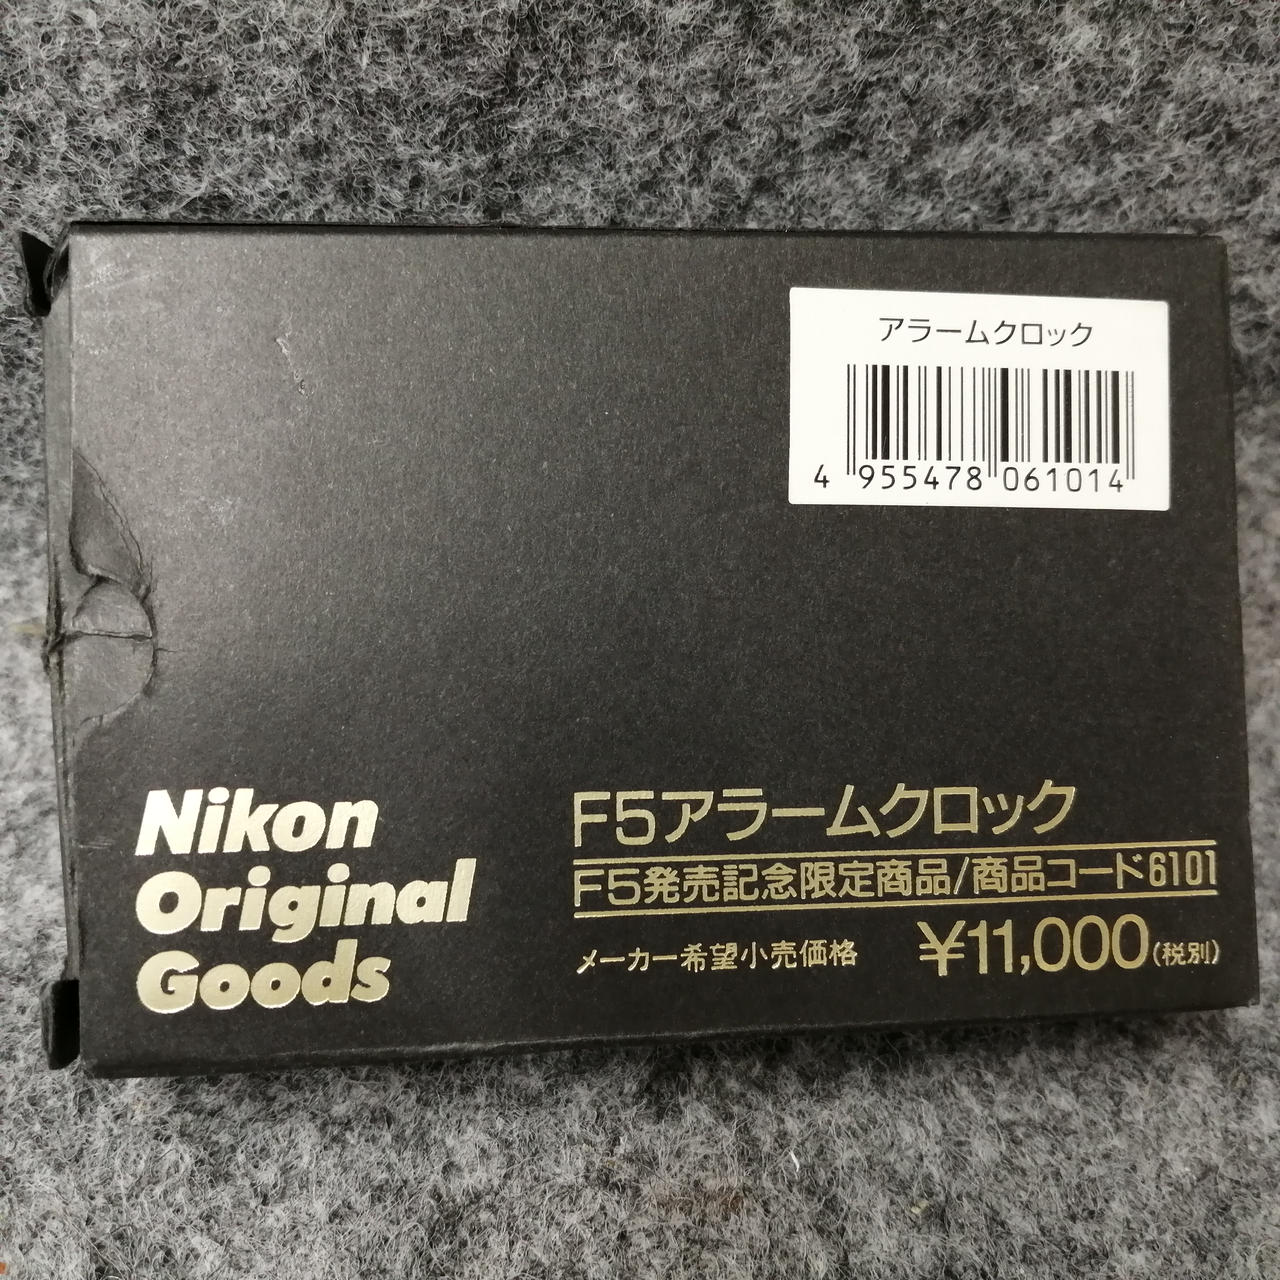 アラームクロック
4 955478 061014
Nikon
Original
Goods
F5アラームクロック
F5発売記念限定商品/商品コード6101
メーカー希望小売価格 ¥11,000(税別)